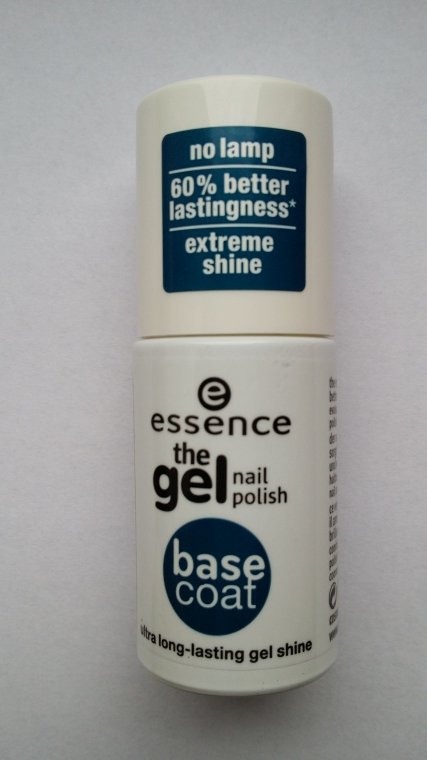 no lamp
60% better
lastingness*
extreme
shine
e
essence
the
gel nail
polish
base
coat
ultra long-lasting gel shine